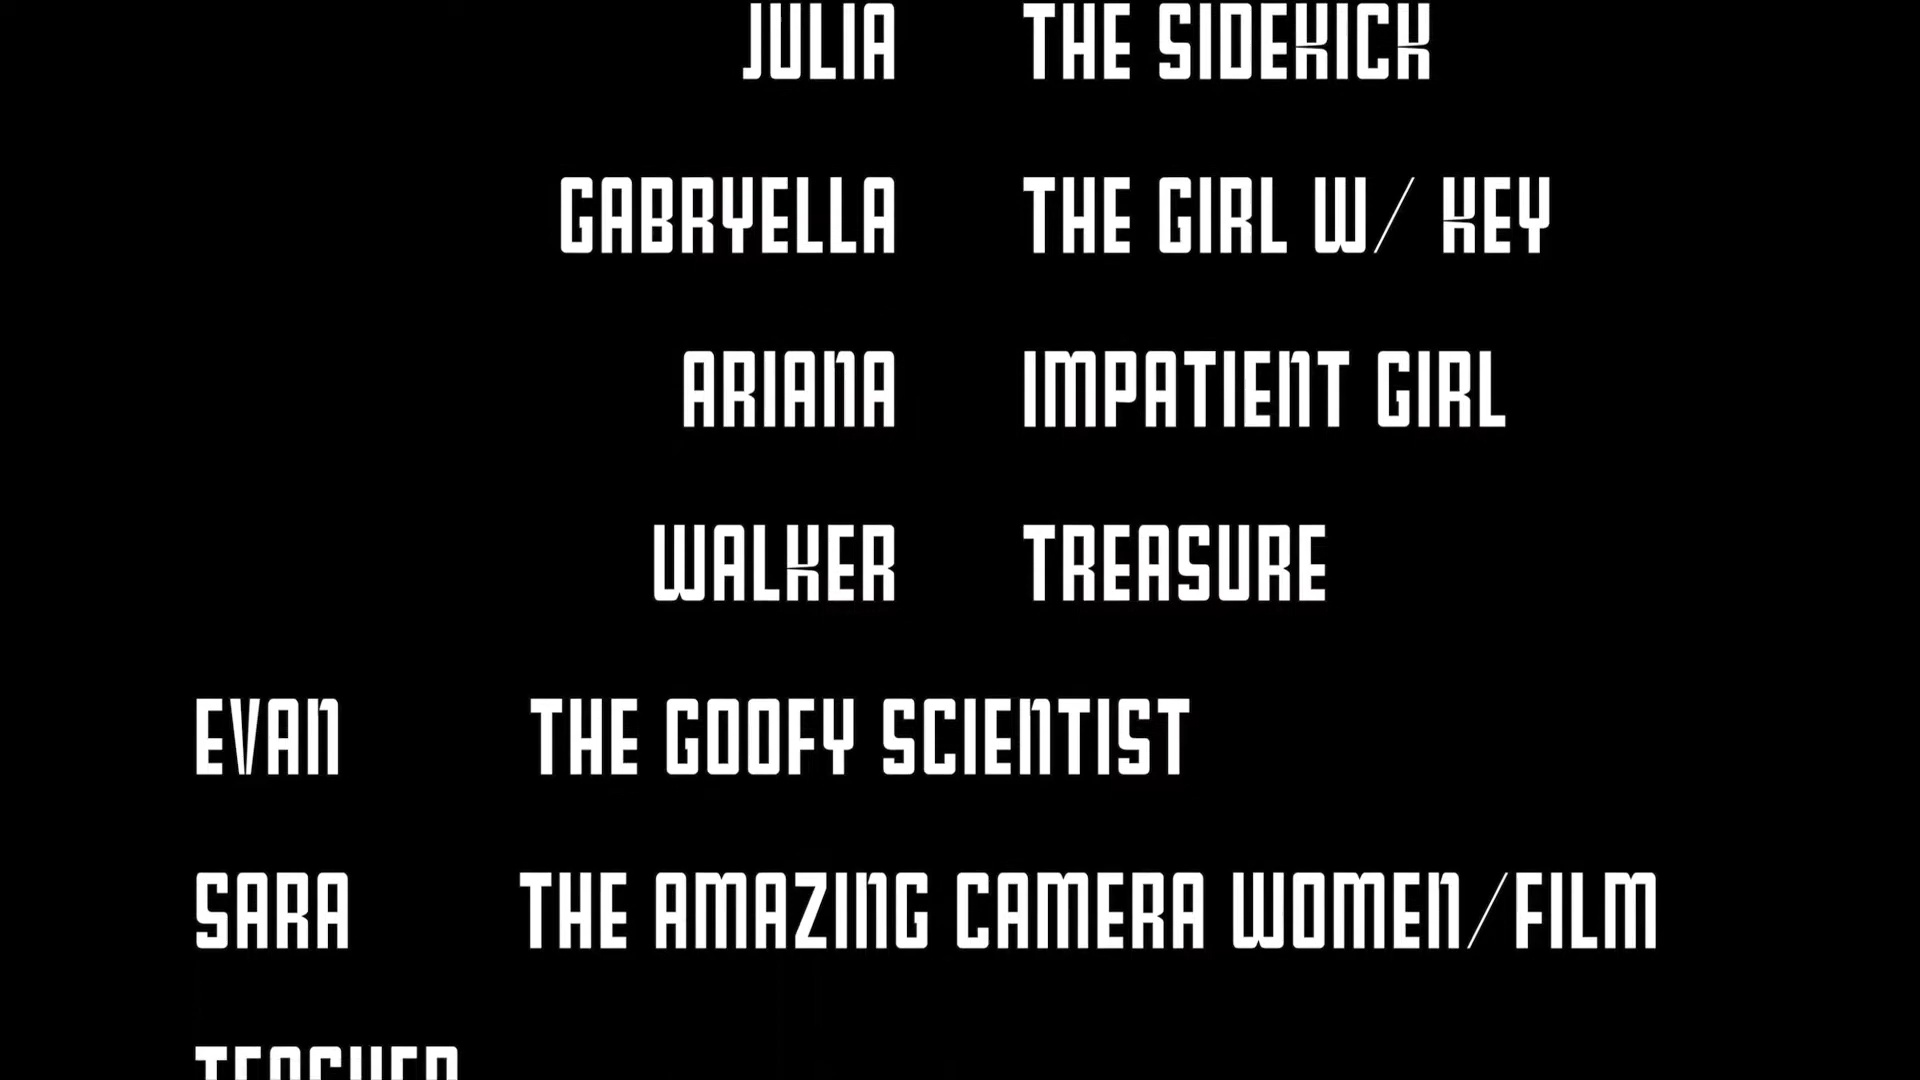 JULIA THE SIDEKICK
GABRYELLA THE GIRL W/ KEY
ARIANA IMPATIENT GIRL
WALKER TREASURE
EVAN THE GOOFY SCIENTIST
SARA THE AMAZING CAMERA WOMEN/FILM
TEACHER